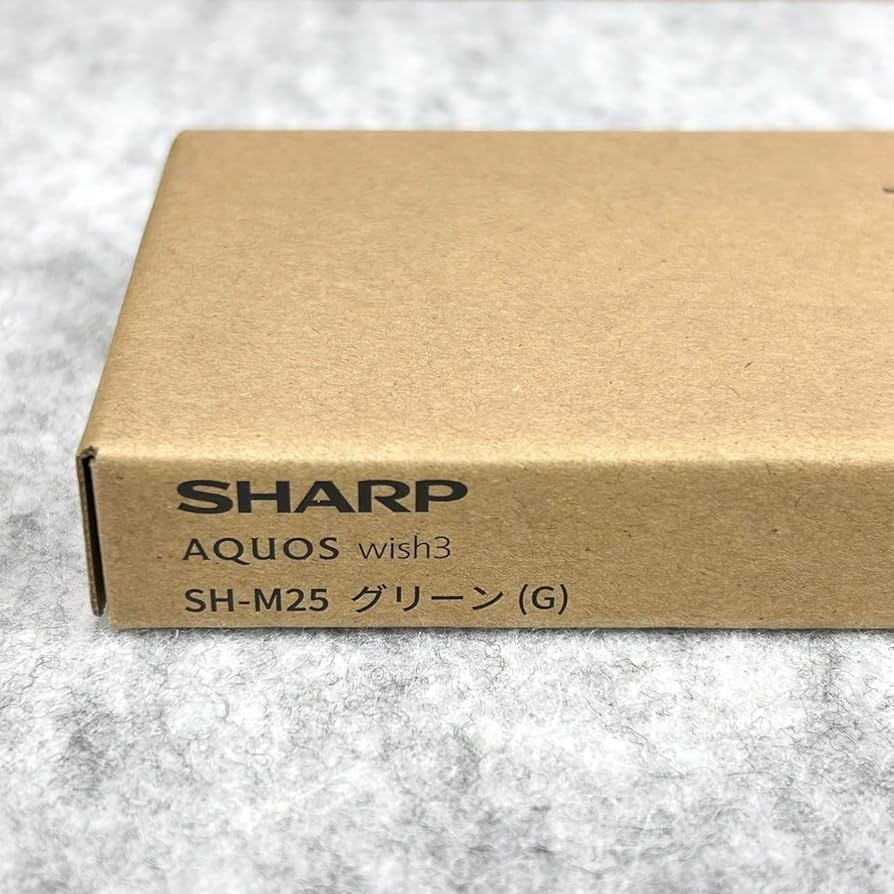 SHARP
AQUOS wish3
SH-M25 グリーン (G)